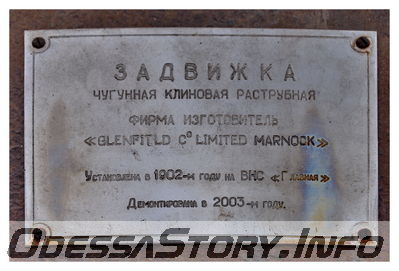 ЗАДВИЖКА
ЧУГУННАЯ КЛИНОВАЯ РАСТРУБНАЯ
ФИРМА ИЗГОТОВИТЕЛЬ
«GLENFITLD Cº LIMITED MARNOCK»
УСТАНОВЛЕНА В 1902-М ГОДУ НА ВНС «ГЛАВНАЯ»
ДЕМОНТИРОВАНА В 2003-М ГОДУ.
ODESSASTORY.INFO